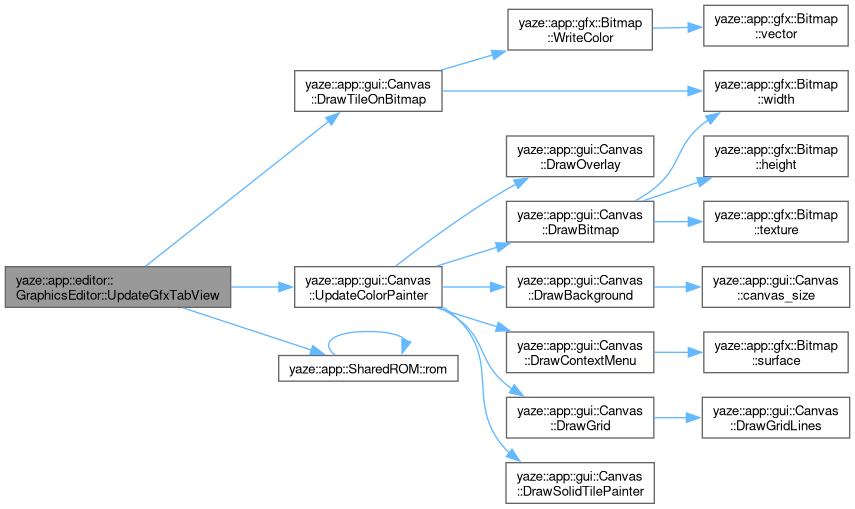 yaze::app::gfx::Bitmap
::WriteColor
yaze::app::gfx::Bitmap
::vector
yaze::app::gui::Canvas
::DrawTileOnBitmap
yaze::app::gfx::Bitmap
::width
yaze::app::gui::Canvas
::DrawOverlay
yaze::app::gfx::Bitmap
::height
yaze::app::gui::Canvas
::DrawBitmap
yaze::app::gfx::Bitmap
::texture
yaze::app::editor::
GraphicsEditor::UpdateGfxTabView
yaze::app::gui::Canvas
::UpdateColorPainter
yaze::app::gui::Canvas
::DrawBackground
yaze::app::gui::Canvas
::canvas_size
yaze::app::SharedROM::rom
yaze::app::gui::Canvas
::DrawContextMenu
yaze::app::gfx::Bitmap
::surface
yaze::app::gui::Canvas
::DrawGrid
yaze::app::gui::Canvas
::DrawGridLines
yaze::app::gui::Canvas
::DrawSolidTilePainter